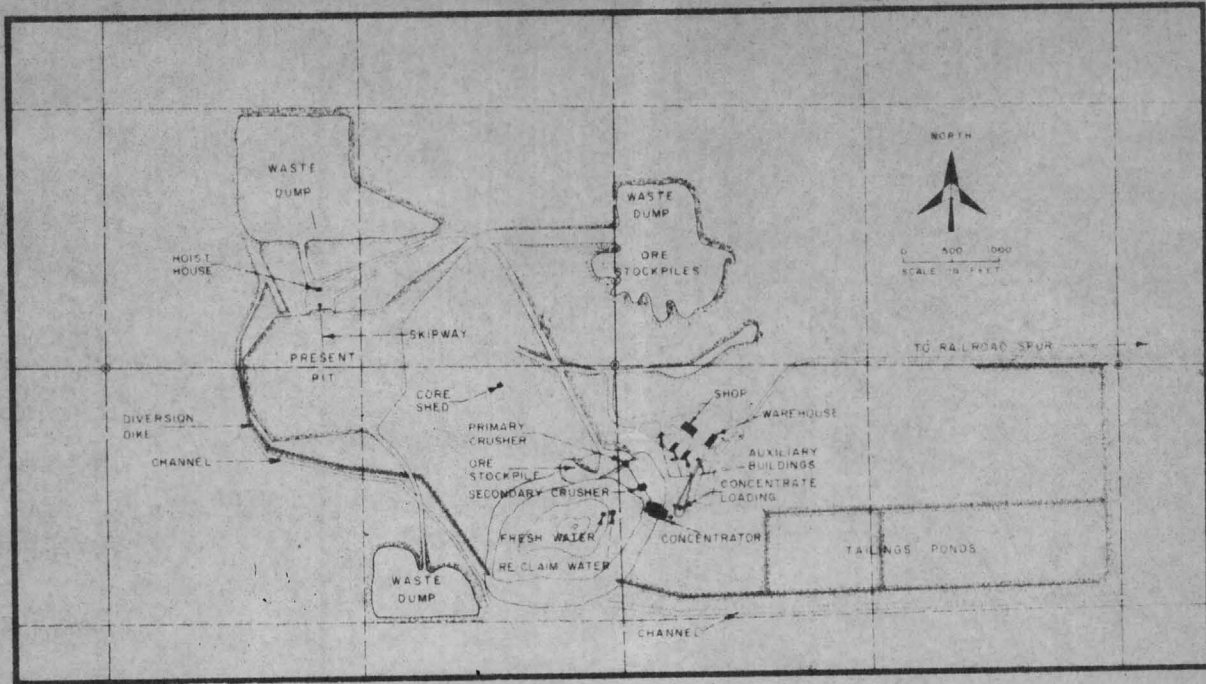 NORTH
WASTE
DUMP
WASTE
DUMP
HOIST
HOUSE
ORE
STOCKPILES
0 500 1000
SCALE IN FEET
SKIPWAY
PRESENT
PIT
TO RAILROAD SPUR
CORE
SHED
SHOP
DIVERSION
DIKE
PRIMARY
CRUSHER
WAREHOUSE
CHANNEL
ORE
STOCKPILE
AUXILIARY
BUILDINGS
SECONDARY CRUSHER
CONCENTRATE
LOADING
FRESH WATER
CONCENTRATOR
TAILINGS PONDS
RE CLAIM WATER
WASTE
DUMP
CHANNEL